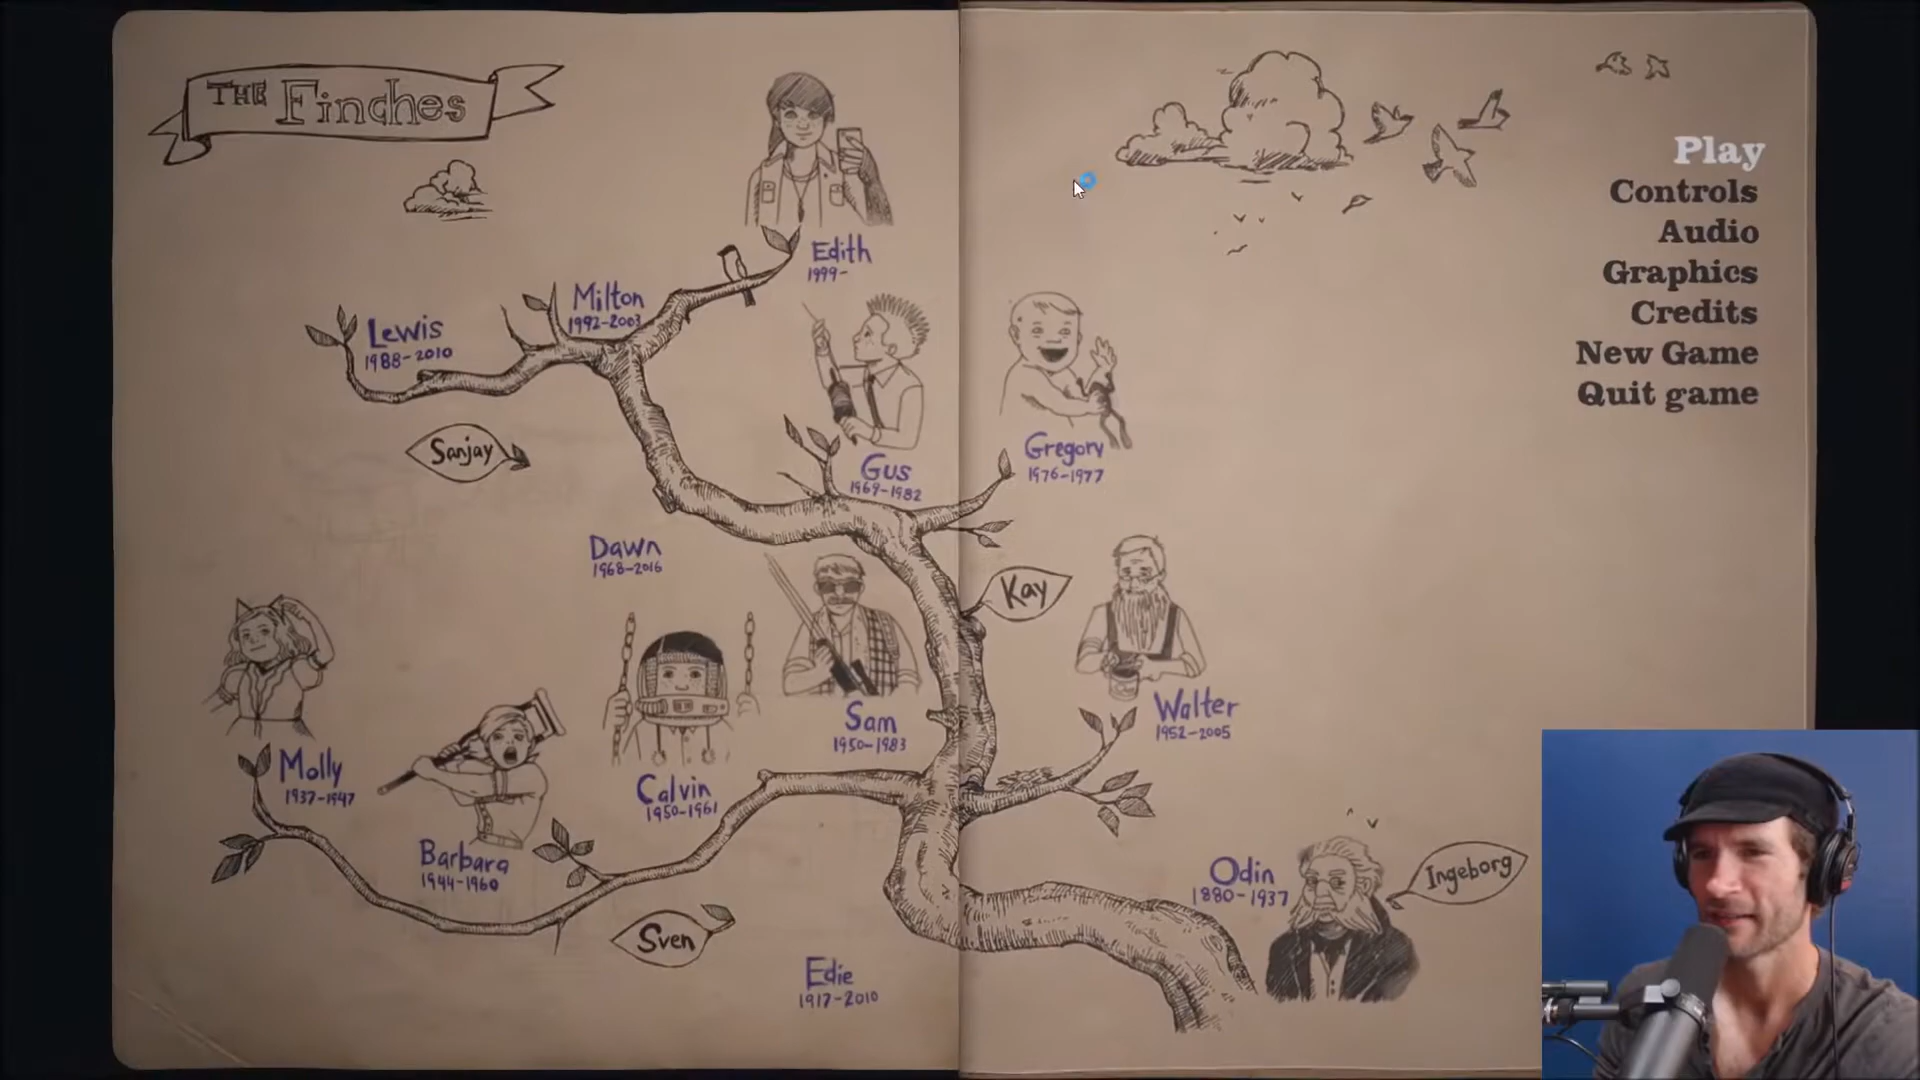 THE Finches
Edith
1999-
Milton
1992-2003
Lewis
1988-2010
Sanjay
Gus
1969-1982
Gregory
1976-1977
Dawn
1968-2016
Kay
Sam
1950-1983
Walter
1952-2005
Molly
1937-1947
Calvin
1950-1961
Barbara
1944-1960
Sven
Odin
1880-1937
Ingeborg
Edie
1917-2010
Play
Controls
Audio
Graphics
Credits
New Game
Quit game